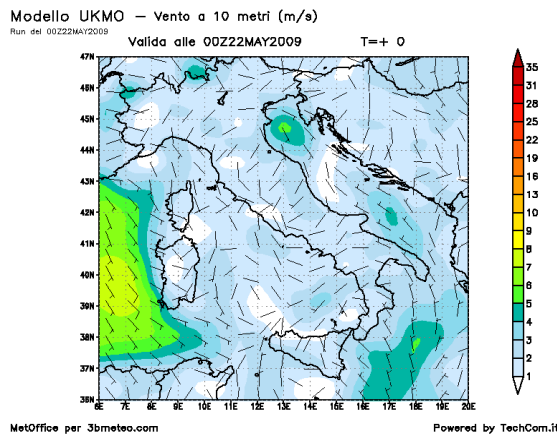 Modello UKMO – Vento a 10 metri (m/s)
Run del 00Z22MAY2009
Valida alle 00Z22MAY2009 T=+ 0
47N
46N
45N
44N
43N
42N
41N
40N
39N
38N
37N
36N
35N
6E 7E 8E 9E 10E 11E 12E 13E 14E 15E 16E 17E 18E 19E 20E
35
31
28
25
22
19
16
13
10
9
8
7
6
5
4
3
2
1
MetOffice per 3bmeteo.com Powered by TechCom.it